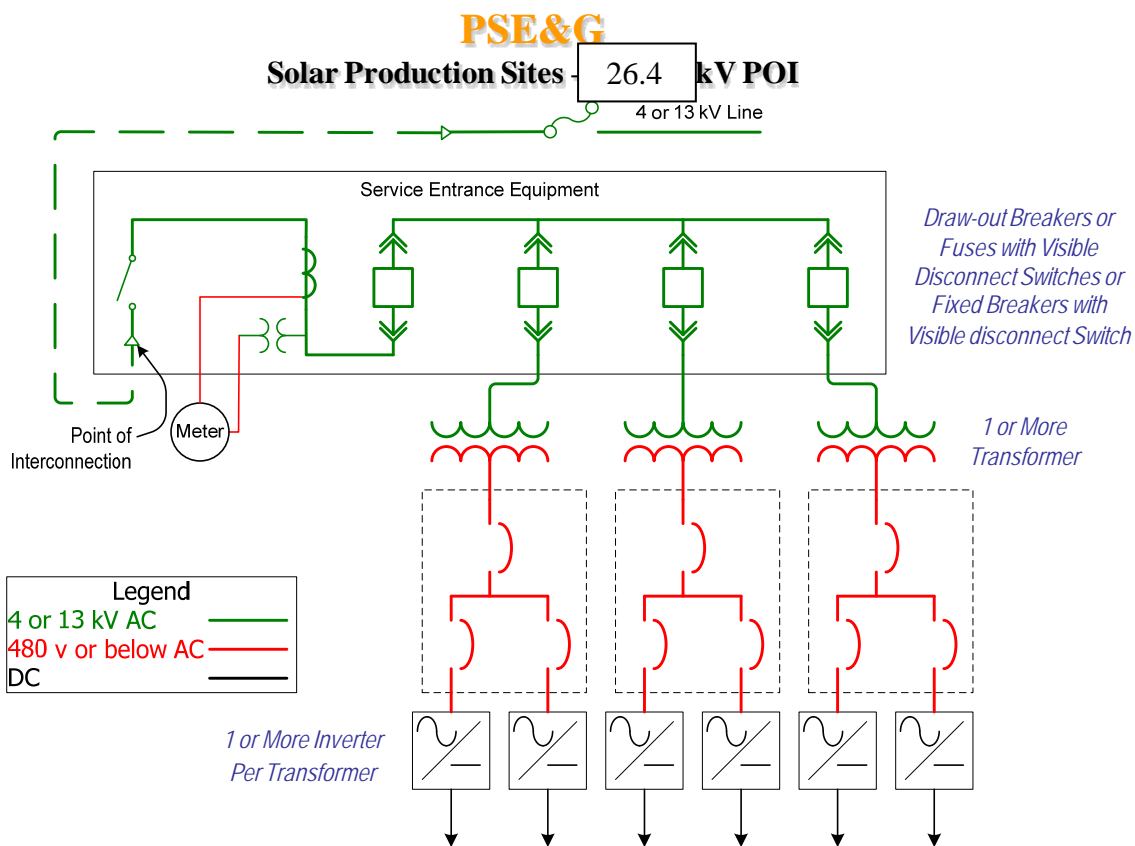 PSE&G
Solar Production Sites - 26.4 kV POI
4 or 13 kV Line
Service Entrance Equipment
Draw-out Breakers or
Fuses with Visible
Disconnect Switches or
Fixed Breakers with
Visible disconnect Switch
Point of
Interconnection
Meter
1 or More
Transformer
Legend
4 or 13 kV AC
480 v or below AC
DC
1 or More Inverter
Per Transformer